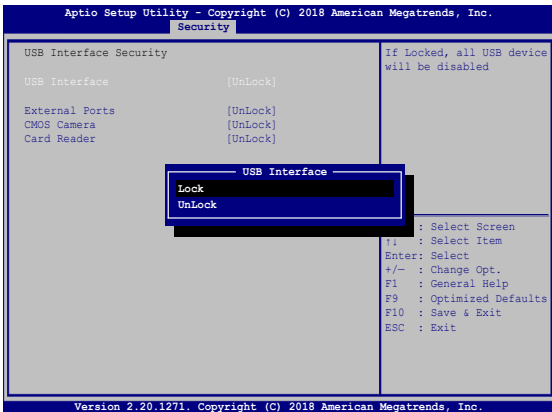 Aptio Setup Utility - Copyright (C) 2018 American Megatrends, Inc.
Security
USB Interface Security
USB Interface [UnLock]
External Ports [UnLock]
CMOS Camera [UnLock]
Card Reader [UnLock]
If Locked, all USB device
will be disabled
USB Interface
Lock
UnLock
: Select Screen
↑↓ : Select Item
Enter: Select
+/— : Change Opt.
F1 : General Help
F9 : Optimized Defaults
F10 : Save & Exit
ESC : Exit
Version 2.20.1271. Copyright (C) 2018 American Megatrends, Inc.